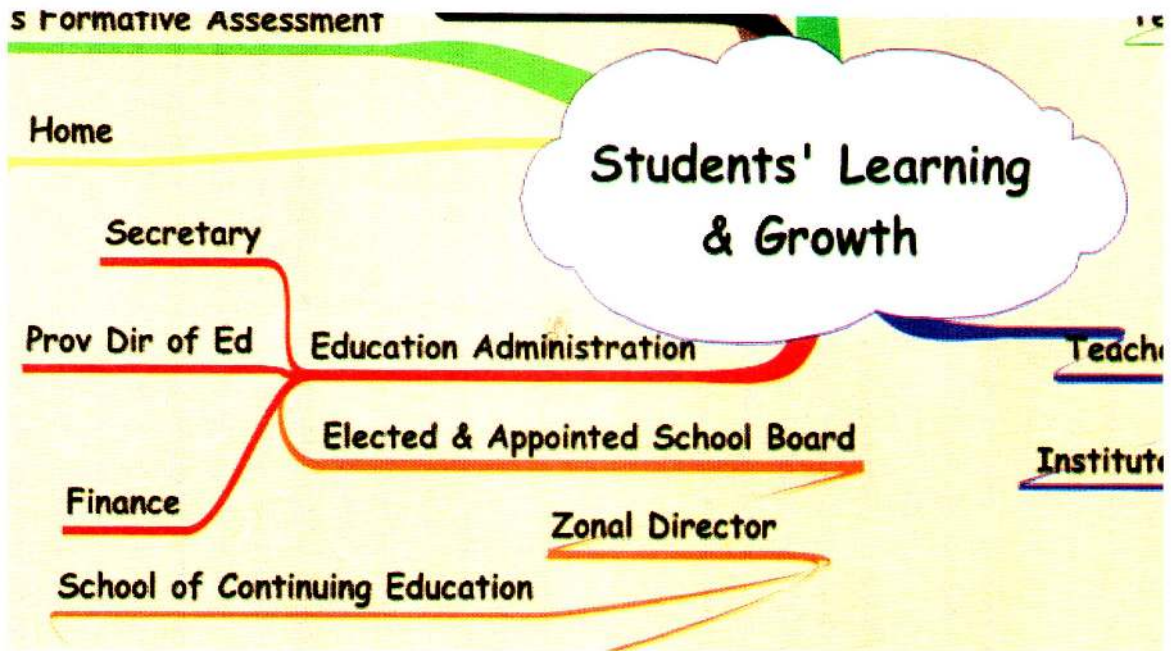 s Formative Assessment
Home
Students' Learning
& Growth
Secretary
Prov Dir of Ed
Education Administration
Elected & Appointed School Board
Finance
Zonal Director
School of Continuing Education